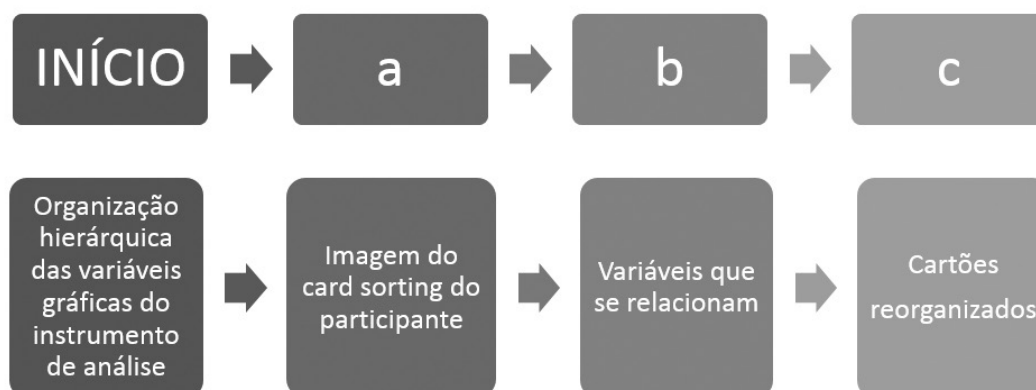 INÍCIO
a
b
c
Organização
hierárquica
das variáveis
gráficas do
instrumento
de análise
Imagem do
card sorting do
participante
Variáveis que
se relacionam
Cartões
reorganizados